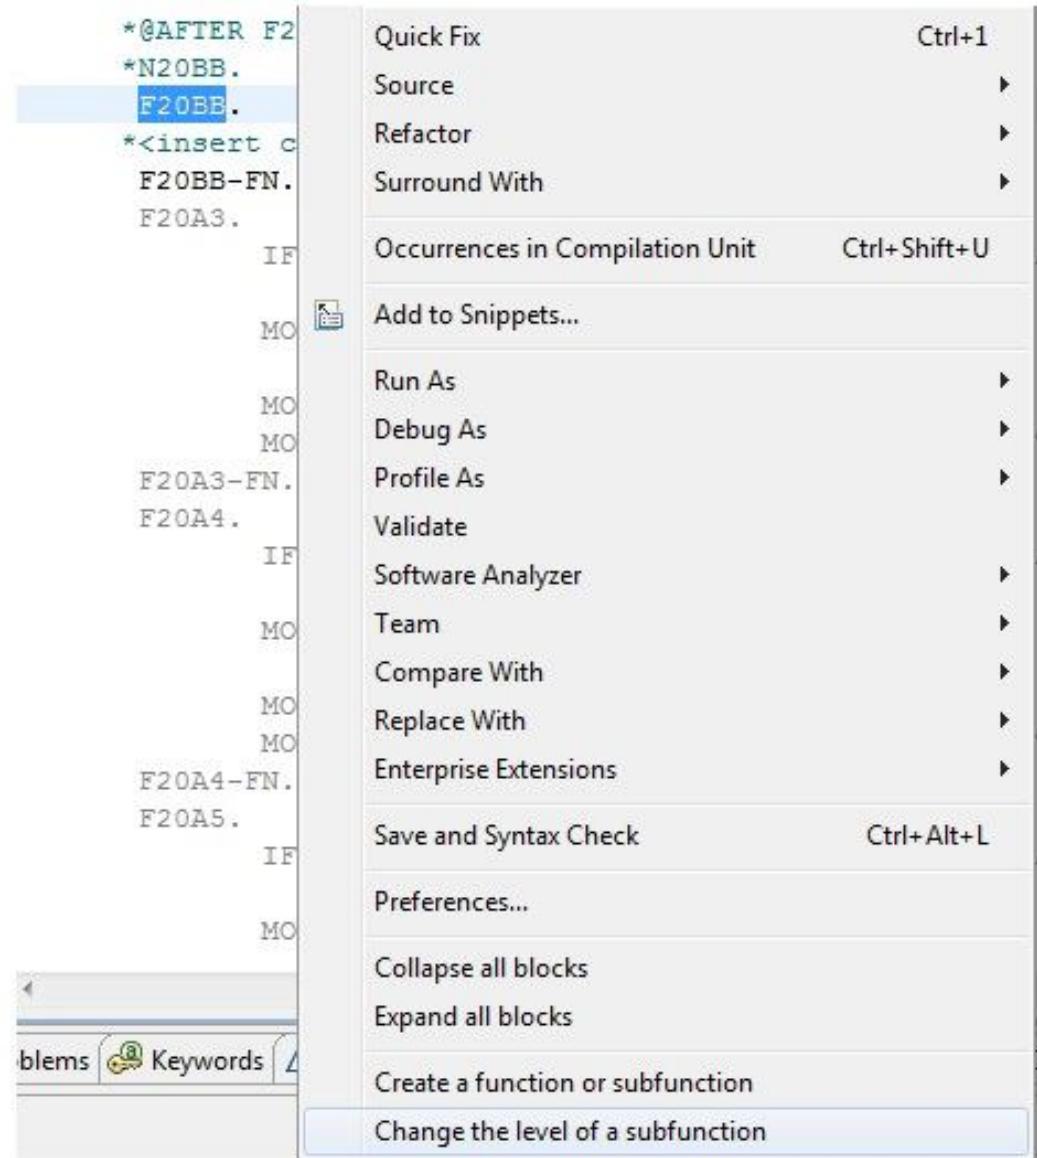 *@AFTER F2
*N20BB.
F20BB.
*<insert c
F20BB-FN.
F20A3.
IF
MO
MO
MO
F20A3-FN.
F20A4.
IF
MO
MO
MO
F20A4-FN.
F20A5.
IF
MO
Quick Fix Ctrl+1
Source
Refactor
Surround With
Occurrences in Compilation Unit Ctrl+Shift+U
Add to Snippets...
Run As
Debug As
Profile As
Validate
Software Analyzer
Team
Compare With
Replace With
Enterprise Extensions
Save and Syntax Check Ctrl+Alt+L
Preferences...
Collapse all blocks
Expand all blocks
Create a function or subfunction
Change the level of a subfunction
blems Keywords